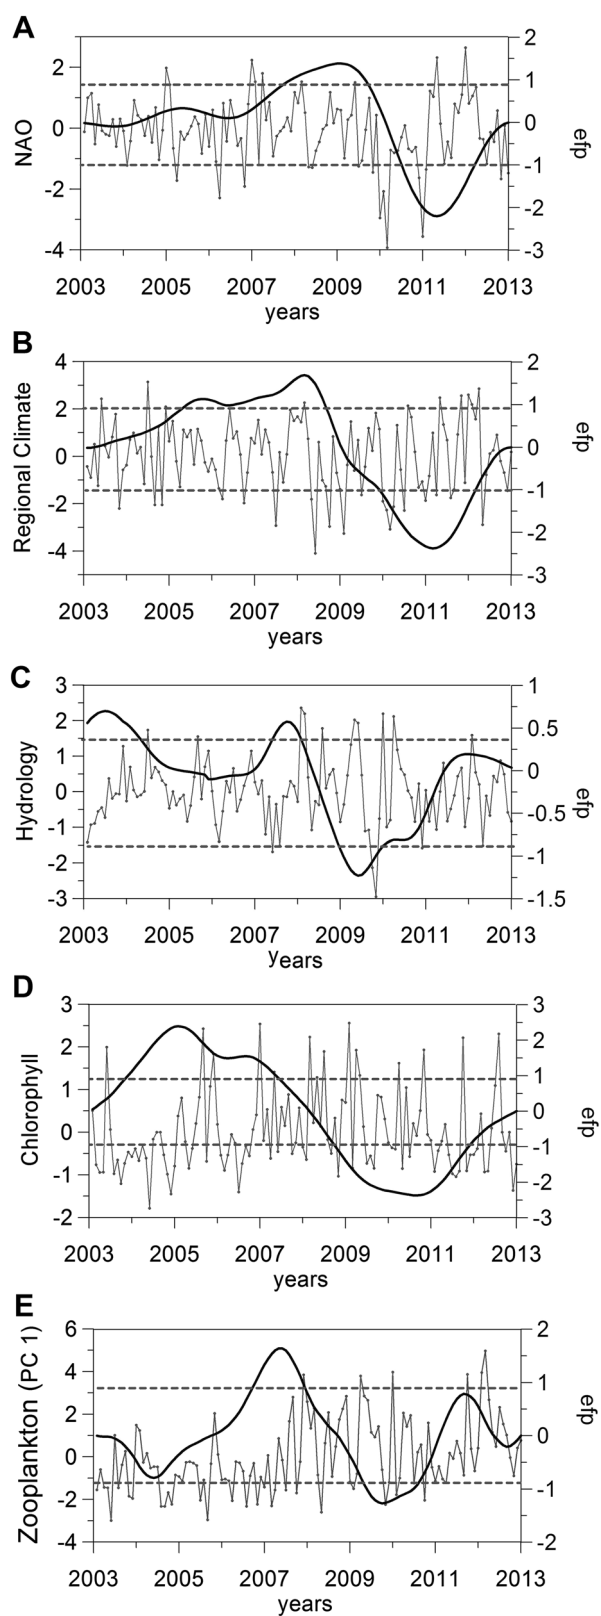 A
2
0
-2
-4
NAO
2
1
0
-1
-2
-3
efp
2003 2005 2007 2009 2011 2013
years
B
4
2
0
-2
-4
Regional Climate
2
1
0
-1
-2
-3
efp
2003 2005 2007 2009 2011 2013
years
C
3
2
1
0
-1
-2
-3
Hydrology
1
0.5
0
-0.5
-1
-1.5
efp
2003 2005 2007 2009 2011 2013
years
D
3
2
1
0
-1
-2
Chlorophyll
3
2
1
0
-1
-2
-3
efp
2003 2005 2007 2009 2011 2013
years
E
6
4
2
0
-2
-4
Zooplankton (PC 1)
2
1
0
-1
-2
efp
2003 2005 2007 2009 2011 2013
years